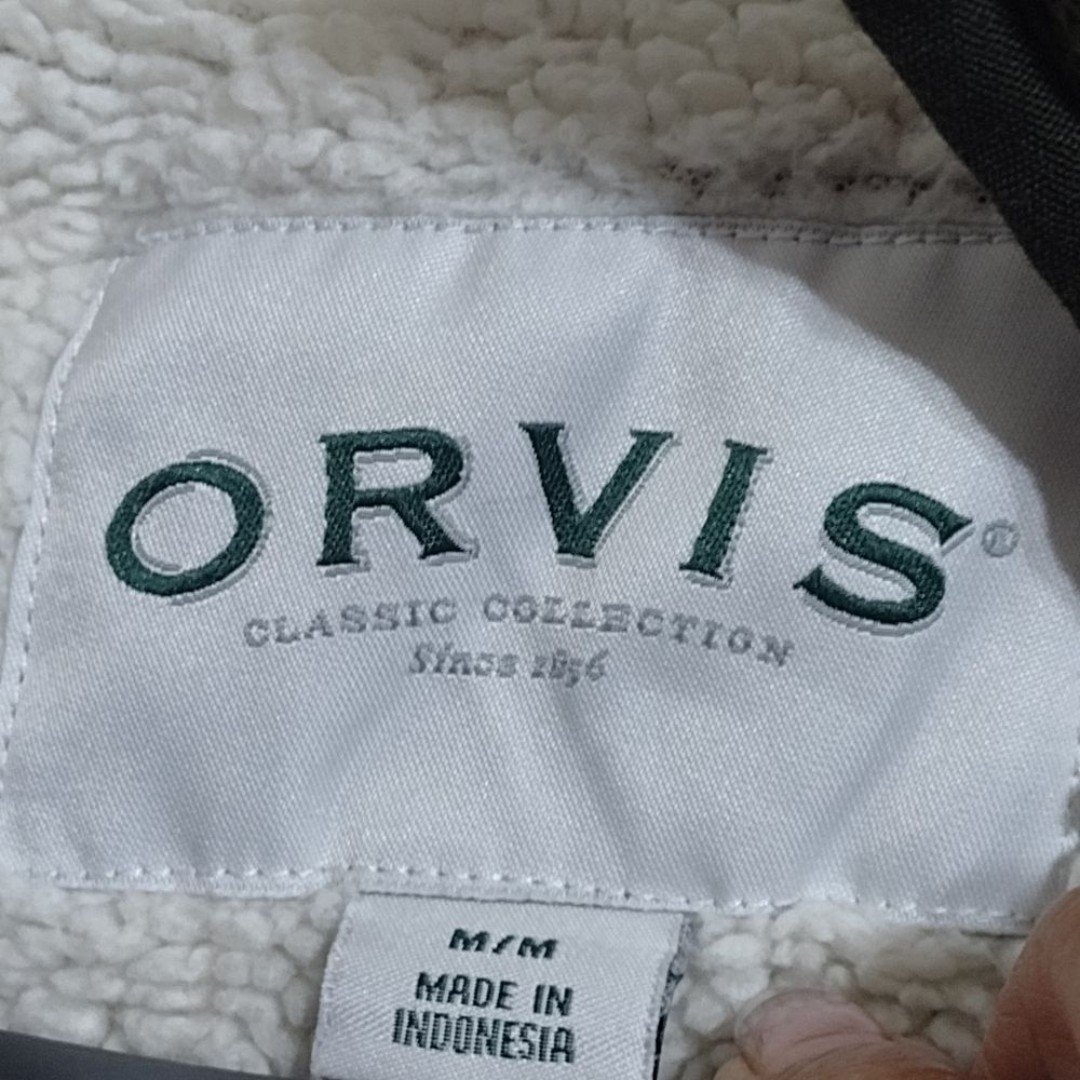 ORVIS®
CLASSIC COLLECTION
Since 1856
M/M
MADE IN
INDONESIA